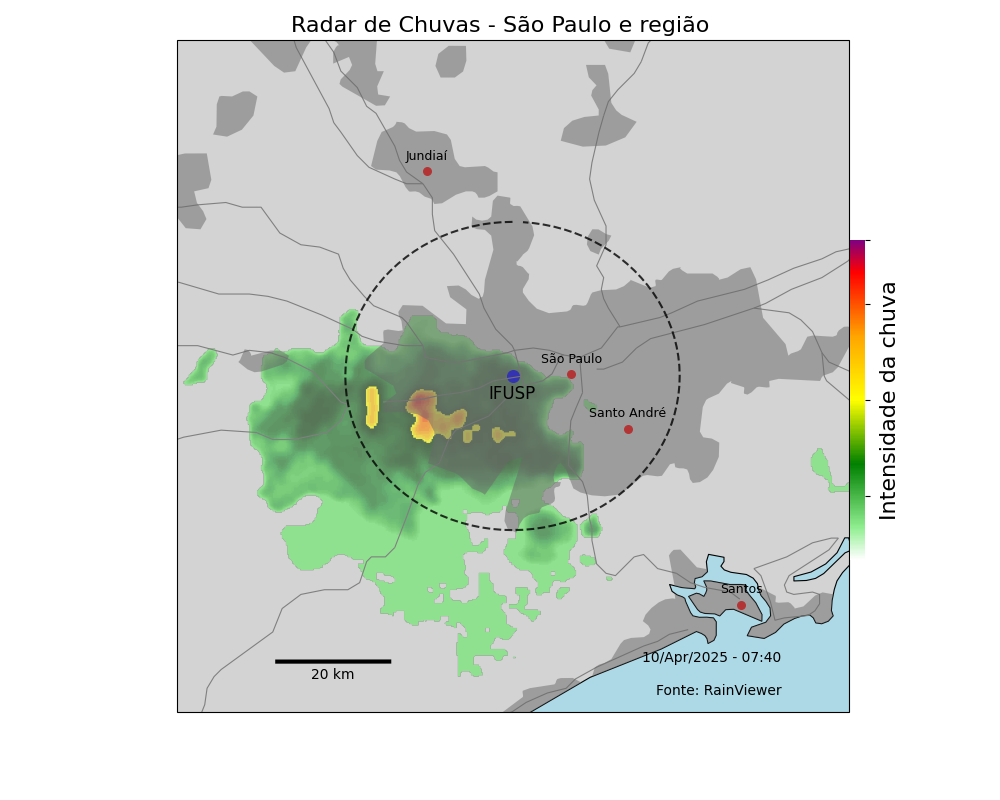 Radar de Chuvas - São Paulo e região
Jundiaí
São Paulo
IFUSP
Santo André
Intensidade da chuva
Santos
10/Apr/2025 - 07:40
20 km
Fonte: RainViewer